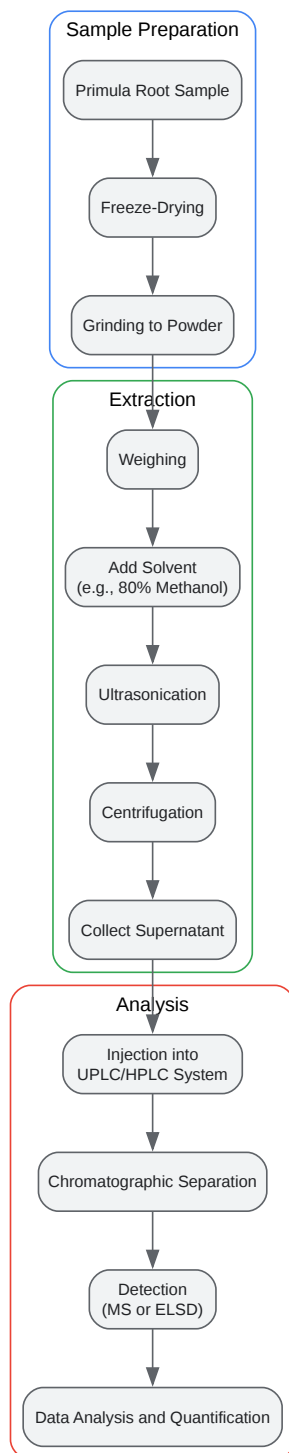 Sample Preparation
Primula Root Sample
Freeze-Drying
Grinding to Powder
Extraction
Weighing
Add Solvent
(e.g., 80% Methanol)
Ultrasonication
Centrifugation
Collect Supernatant
Analysis
Injection into
UPLC/HPLC System
Chromatographic Separation
Detection
(MS or ELSD)
Data Analysis and Quantification